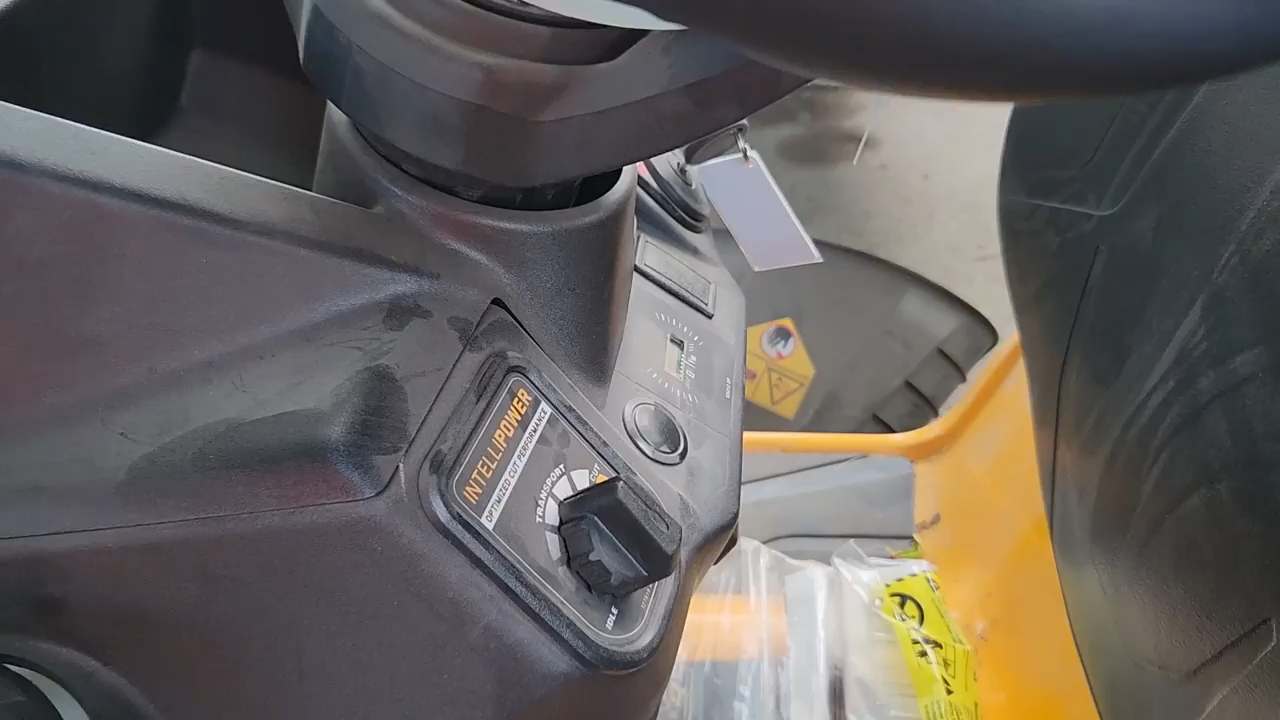 INTELLIPOWER
OPTIMIZED CUT PERFORMANCE
TRANSPORT
CUT
IDLE